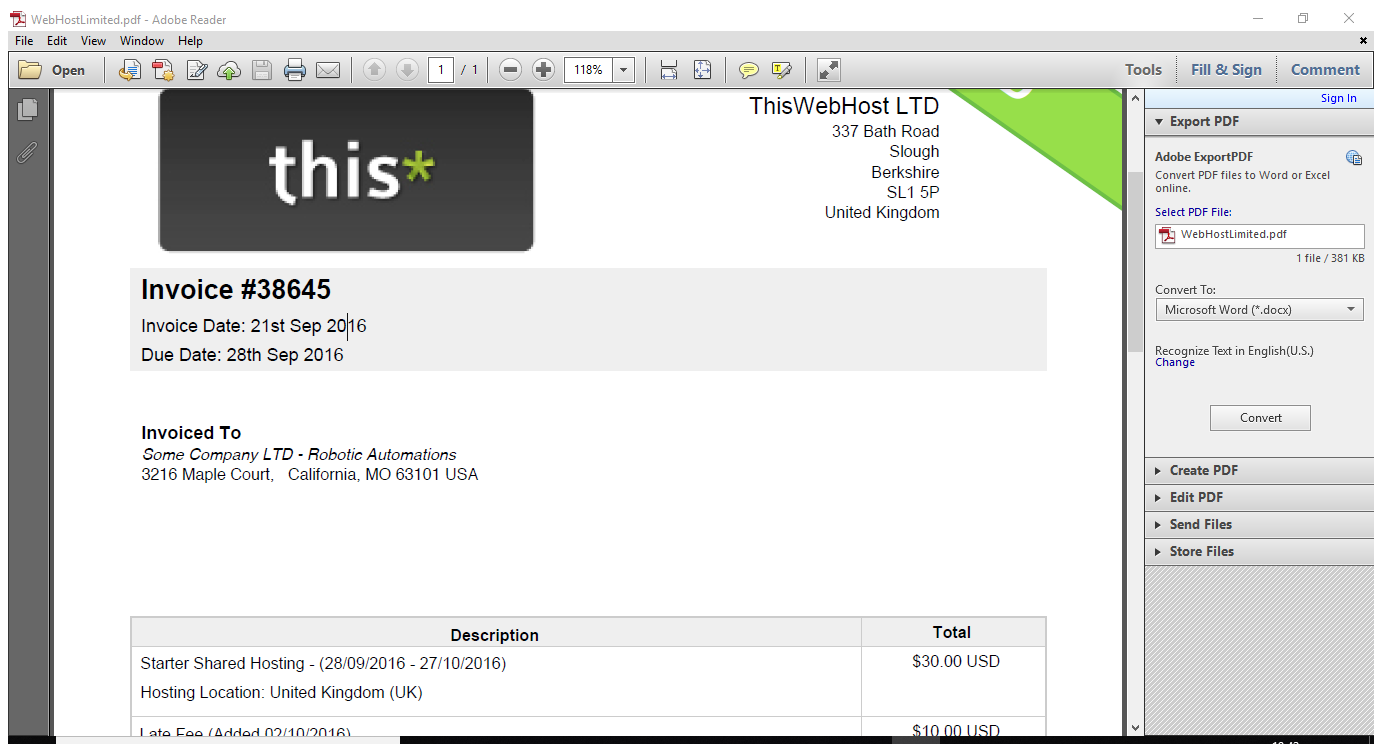 WebHostLimited.pdf - Adobe Reader
File Edit View Window Help
Open 1 / 1 118% Tools Fill & Sign Comment
this*
ThisWebHost LTD
337 Bath Road
Slough
Berkshire
SL1 5P
United Kingdom
Invoice #38645
Invoice Date: 21st Sep 2016
Due Date: 28th Sep 2016
Invoiced To
Some Company LTD - Robotic Automations
3216 Maple Court, California, MO 63101 USA
Description Total
Starter Shared Hosting - (28/09/2016 - 27/10/2016) $30.00 USD
Hosting Location: United Kingdom (UK)
Late Fee (Added 02/10/2016) $10.00 USD
Sign In
Export PDF
Adobe ExportPDF
Convert PDF files to Word or Excel
online.
Select PDF File:
WebHostLimited.pdf
1 file / 381 KB
Convert To:
Microsoft Word (*.docx)
Recognize Text in English(U.S.)
Change
Convert
Create PDF
Edit PDF
Send Files
Store Files